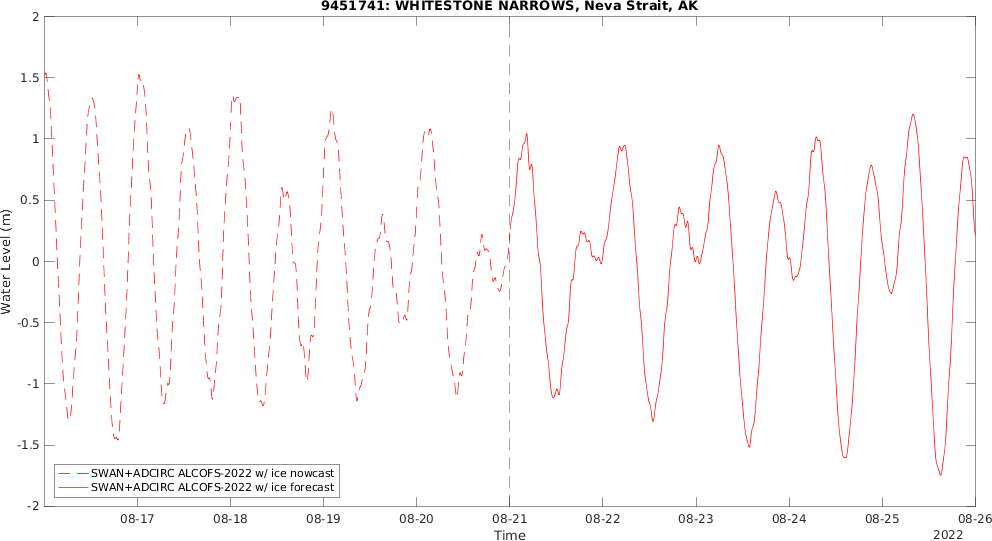 9451741: WHITESTONE NARROWS, Neva Strait, AK
2
1.5
1
0.5
0
-0.5
-1
-1.5
-2
Water Level (m)
SWAN+ADCIRC ALCOFS-2022 w/ ice nowcast
SWAN+ADCIRC ALCOFS-2022 w/ ice forecast
08-17 08-18 08-19 08-20 08-21 08-22 08-23 08-24 08-25 08-26
Time
2022